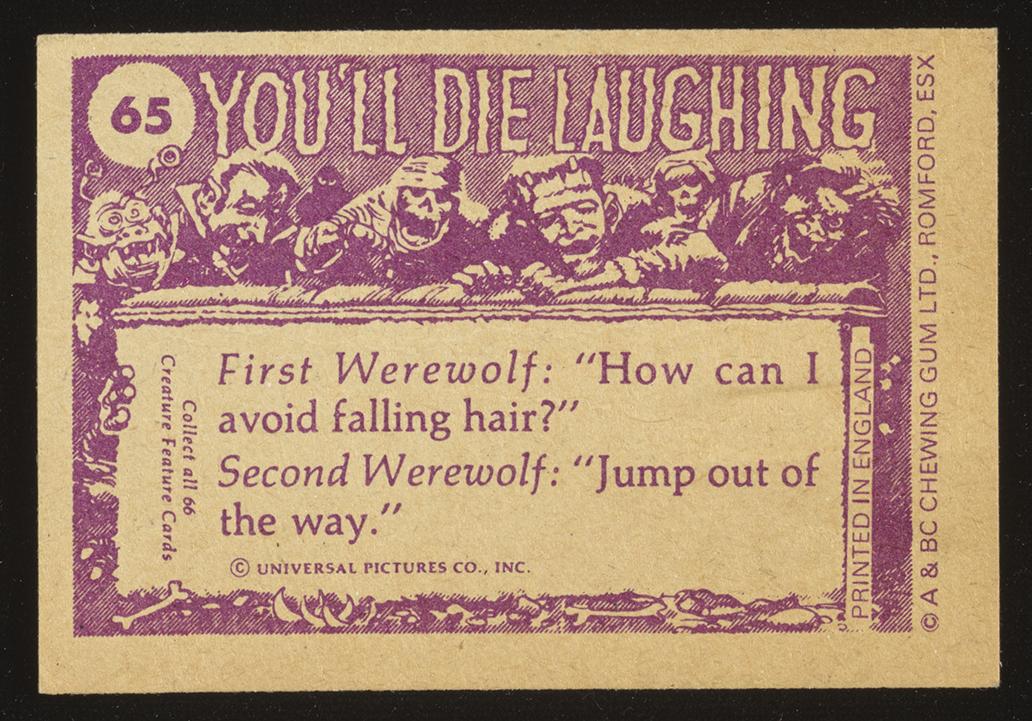 65
YOU'LL DIE LAUGHING
First Werewolf: “How can I
avoid falling hair?”
Second Werewolf: “Jump out of
the way.”
© UNIVERSAL PICTURES CO., INC.
Collect all 66
Creature Feature Cards
PRINTED IN ENGLAND
© A & BC CHEWING GUM LTD., ROMFORD, ESX